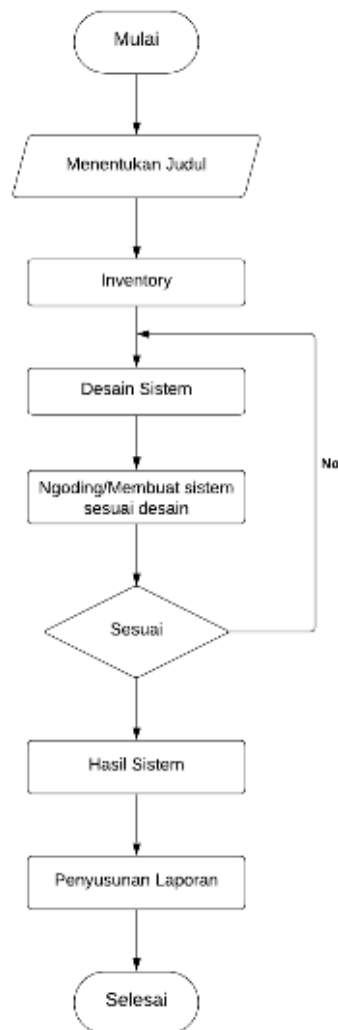 Mulai
Menentukan Judul
Inventory
Desain Sistem
No
Ngoding/Membuat sistem
sesuai desain
Sesuai
Hasil Sistem
Penyusunan Laporan
Selesai